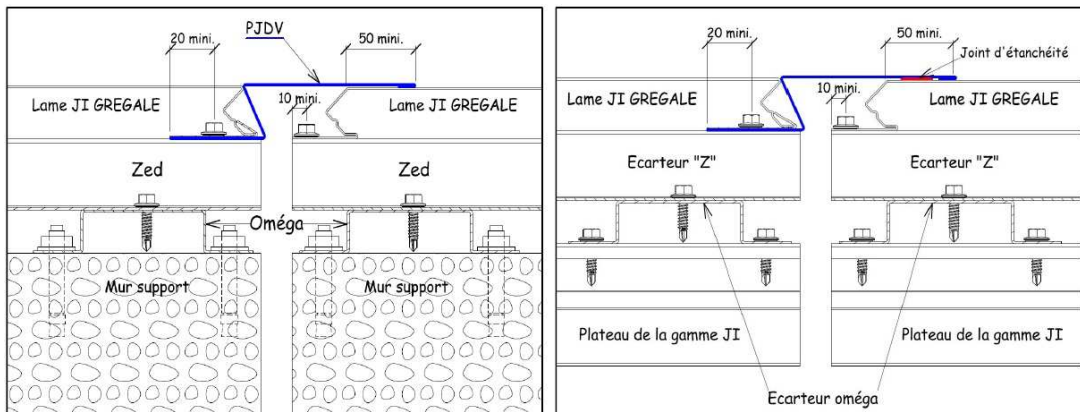 PJDV
20 mini.
50 mini.
10 mini.
Lame JI GREGALE
Lame JI GREGALE
Zed
Zed
Oméga
Mur support
Mur support
20 mini.
50 mini.
Joint d'étanchéité
10 mini.
Lame JI GREGALE
Lame JI GREGALE
Ecarteur "Z"
Ecarteur "Z"
Plateau de la gamme JI
Plateau de la gamme JI
Ecarteur oméga